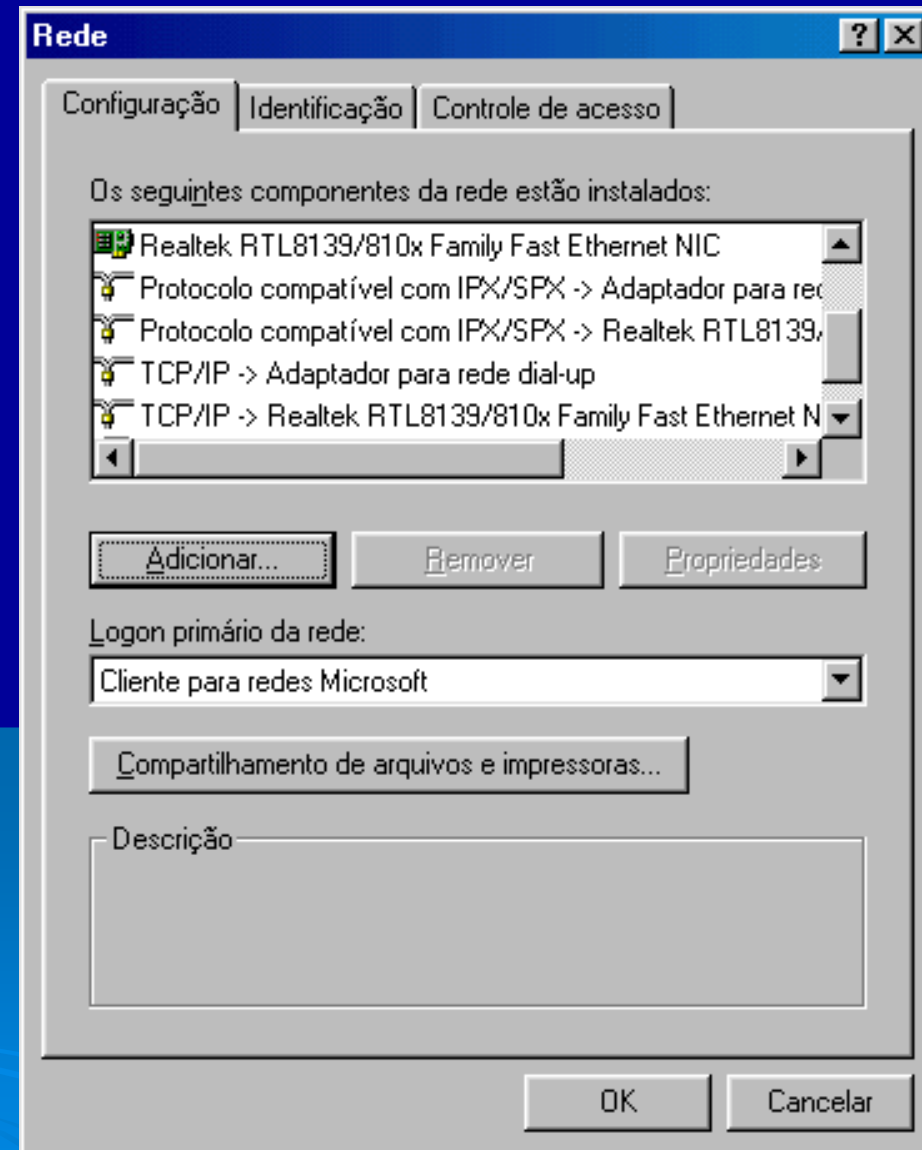 Rede
Configuração Identificação Controle de acesso
Os seguintes componentes da rede estão instalados:
Realtek RTL8139/810x Family Fast Ethernet NIC
Protocolo compatível com IPX/SPX -> Adaptador para red
Protocolo compatível com IPX/SPX -> Realtek RTL8139/
TCP/IP -> Adaptador para rede dial-up
TCP/IP -> Realtek RTL8139/810x Family Fast Ethernet N
Adicionar... Remover Propriedades
Logon primário da rede:
Cliente para redes Microsoft
Compartilhamento de arquivos e impressoras...
Descrição
OK Cancelar